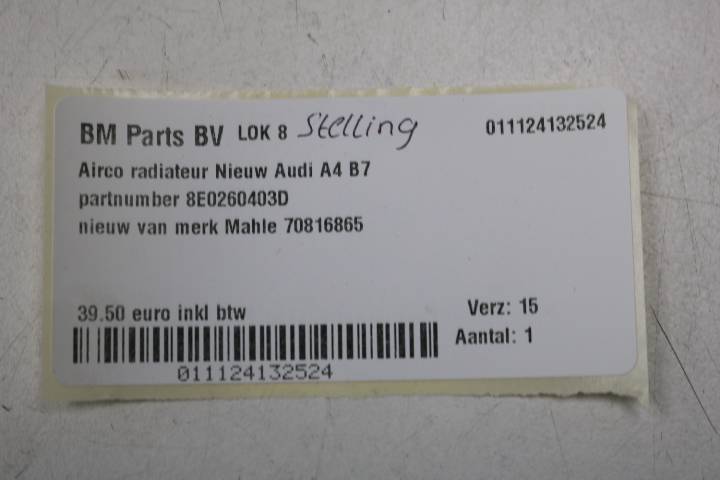 BM Parts BV LOK 8 Stelling 011124132524
Airco radiateur Nieuw Audi A4 B7
partnumber 8E0260403D
nieuw van merk Mahle 70816865
39.50 euro inkl btw Verz: 15
Aantal: 1
011124132524